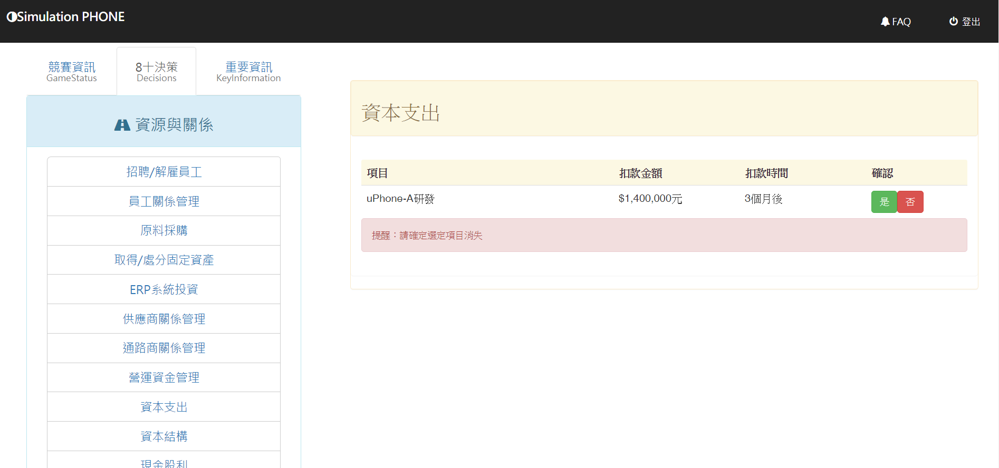 Simulation PHONE
FAQ
登出
競賽資訊
GameStatus
8十決策
Decisions
重要資訊
KeyInformation
資源與關係
招聘/解雇員工
員工關係管理
原料採購
取得/處分固定資產
ERP系統投資
供應商關係管理
通路商關係管理
營運資金管理
資本支出
資本結構
現金股利
資本支出
項目 扣款金額 扣款時間 確認
uPhone-A研發 $1,400,000元 3個月後 是 否
提醒：請確定選定項目消失